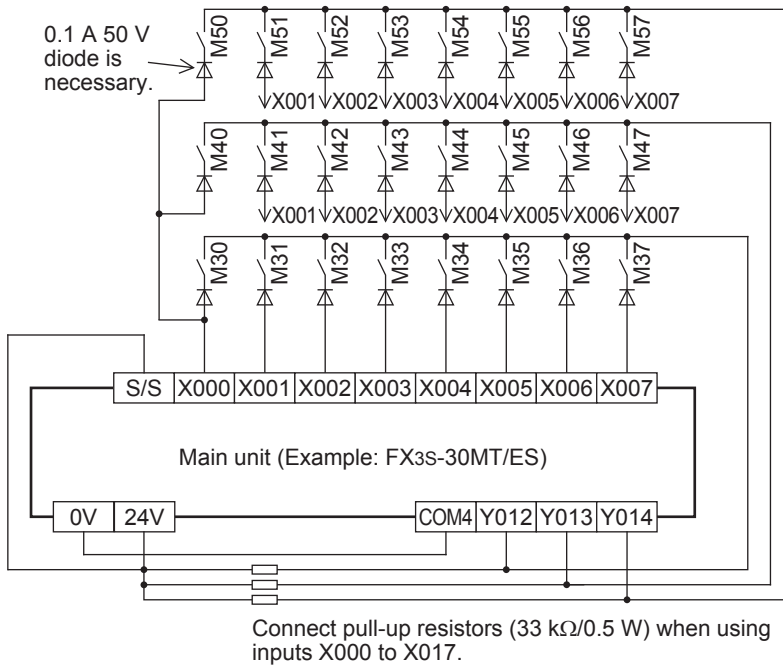 M50 M51 M52 M53 M54 M55 M56 M57
0.1 A 50 V
diode is
necessary.
X001 X002 X003 X004 X005 X006 X007
M40 M41 M42 M43 M44 M45 M46 M47
X001 X002 X003 X004 X005 X006 X007
M30 M31 M32 M33 M34 M35 M36 M37
S/S X000 X001 X002 X003 X004 X005 X006 X007
Main unit (Example: FX3S-30MT/ES)
0V 24V COM4 Y012 Y013 Y014
Connect pull-up resistors (33 kΩ/0.5 W) when using
inputs X000 to X017.